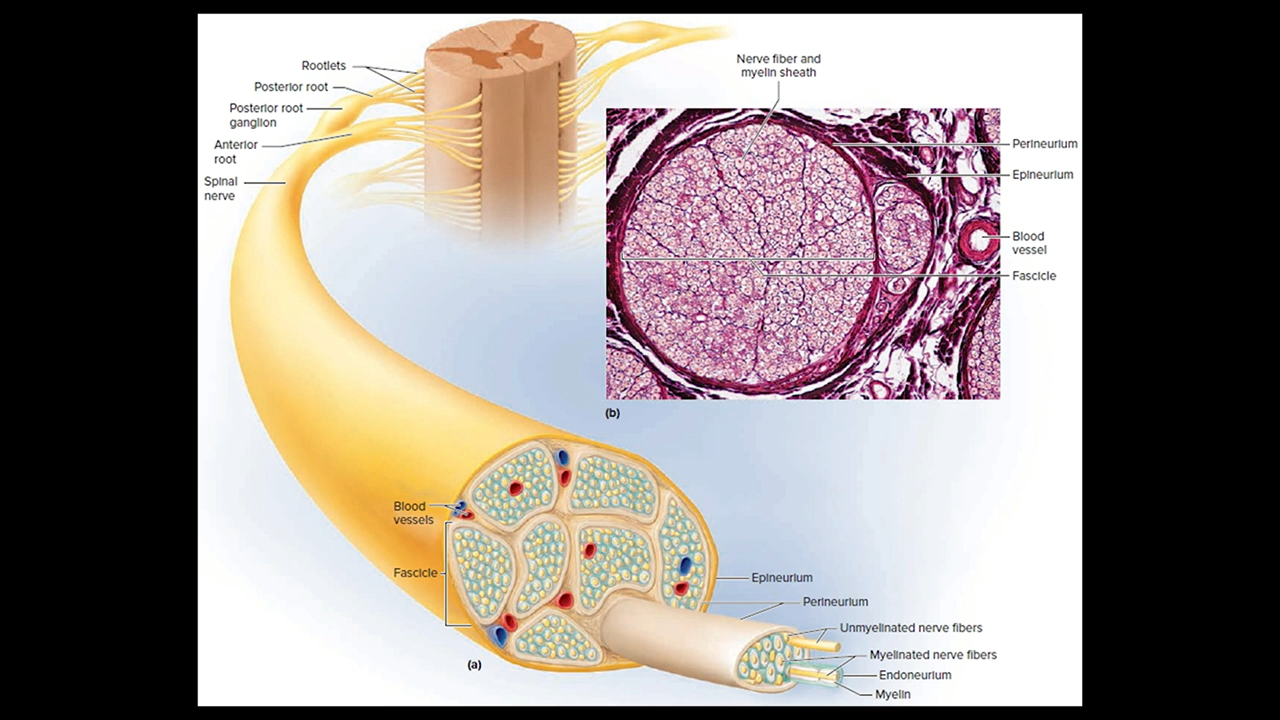 Rootlets
Posterior root
Posterior root
ganglion
Anterior
root
Spinal
nerve
Nerve fiber and
myelin sheath
Perineurium
Epineurium
Blood
vessel
Fascicle
(b)
Blood
vessels
Fascicle
(a)
Epineurium
Perineurium
Unmyelinated nerve fibers
Myelinated nerve fibers
Endoneurium
Myelin